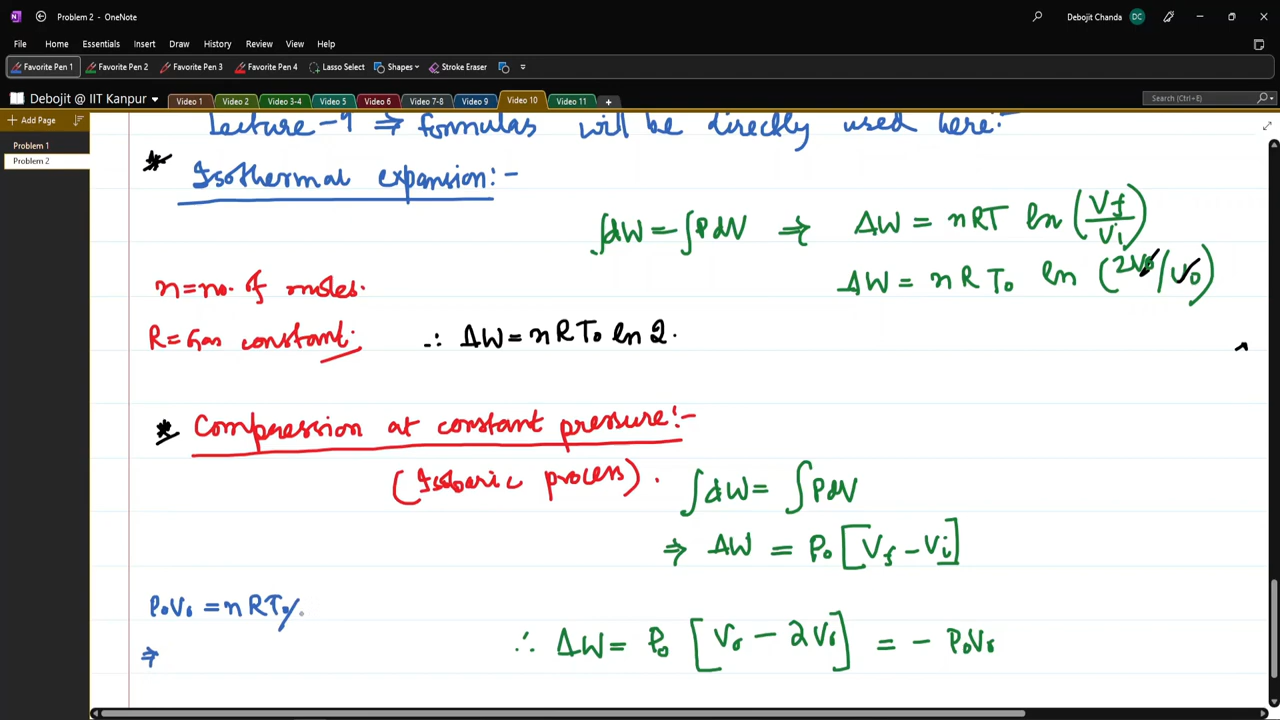 Problem 2 - OneNote
Debojit Chanda DC
File Home Essentials Insert Draw History Review View Help
Favorite Pen 1 Favorite Pen 2 Favorite Pen 3 Favorite Pen 4 Lasso Select Shapes Stroke Eraser
Debojit @ IIT Kanpur Video 1 Video 2 Video 3-4 Video 5 Video 6 Video 7-8 Video 9 Video 10 Video 11 + Search (Ctrl+E)
+ Add Page
Problem 1
Problem 2
Lecture-9 ⇒ formulas will be directly used here:-
* Isothermal expansion:-
∫dW = ∫PdV ⇒ ΔW = nRT ln (Vf/Vi)
ΔW = nRT₀ ln (2V₀/V₀)
n = no. of moles.
R = Gas constant.
∴ ΔW = nRT₀ ln 2.
* Compression at constant pressure:-
(Isobaric process).
∫dW = ∫PdV
⇒ ΔW = P₀ [Vf - Vi]
P₀V₀ = nRT₀
⇒
∴ ΔW = P₀ [V₀ - 2V₀] = - P₀V₀